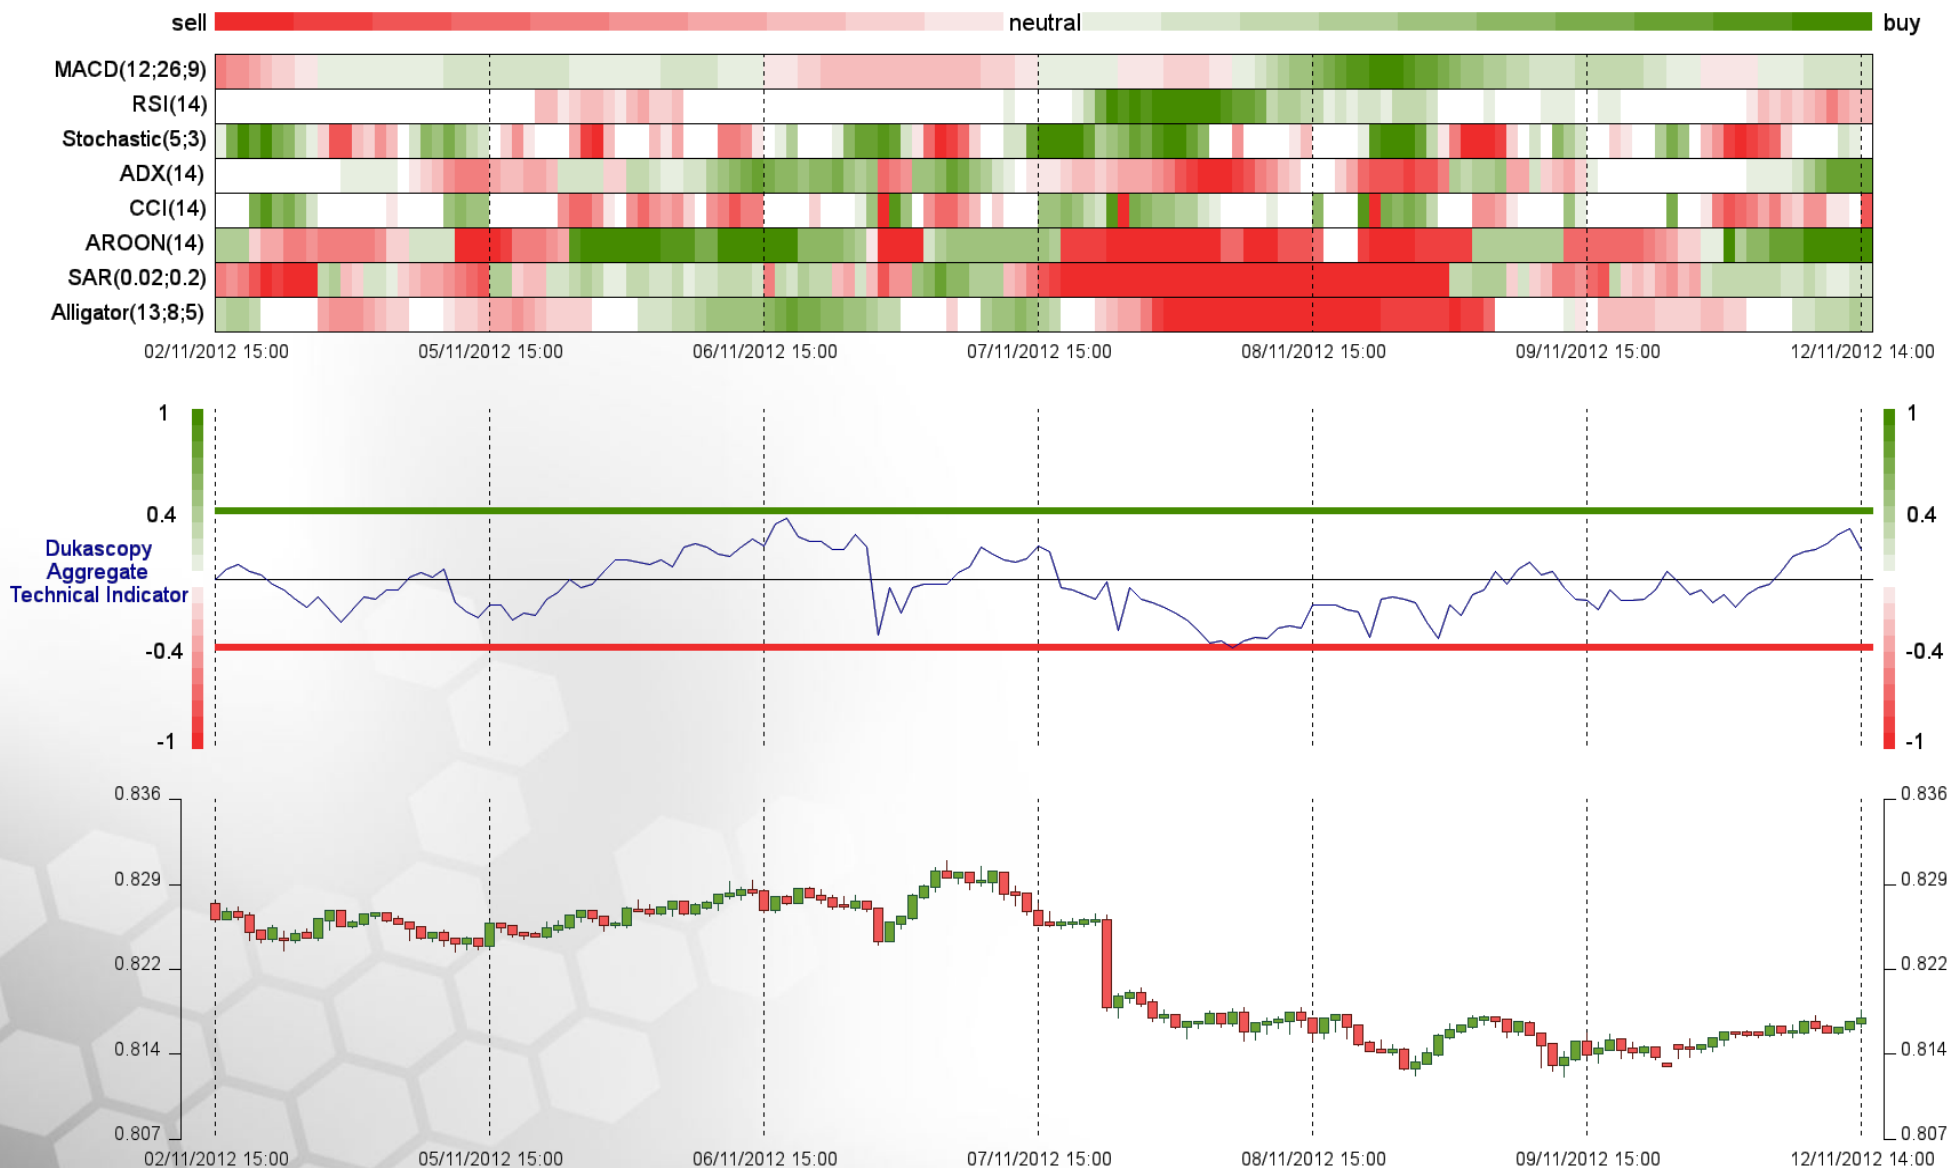 sell neutral buy
MACD(12;26;9)
RSI(14)
Stochastic(5;3)
ADX(14)
CCI(14)
AROON(14)
SAR(0.02;0.2)
Alligator(13;8;5)
02/11/2012 15:00 05/11/2012 15:00 06/11/2012 15:00 07/11/2012 15:00 08/11/2012 15:00 09/11/2012 15:00 12/11/2012 14:00
1 1
0.4 0.4
Dukascopy
Aggregate
Technical Indicator
-0.4 -0.4
-1 -1
0.836 0.836
0.829 0.829
0.822 0.822
0.814 0.814
0.807 0.807
02/11/2012 15:00 05/11/2012 15:00 06/11/2012 15:00 07/11/2012 15:00 08/11/2012 15:00 09/11/2012 15:00 12/11/2012 14:00